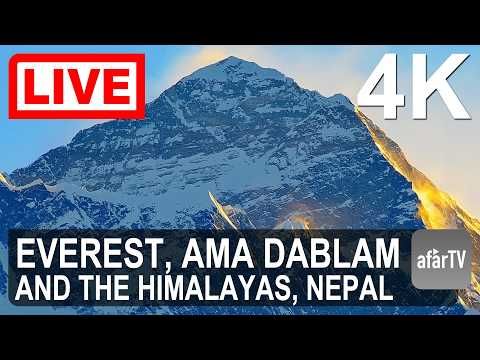 LIVE
4K
EVEREST, AMA DABLAM
AND THE HIMALAYAS, NEPAL
afarTV